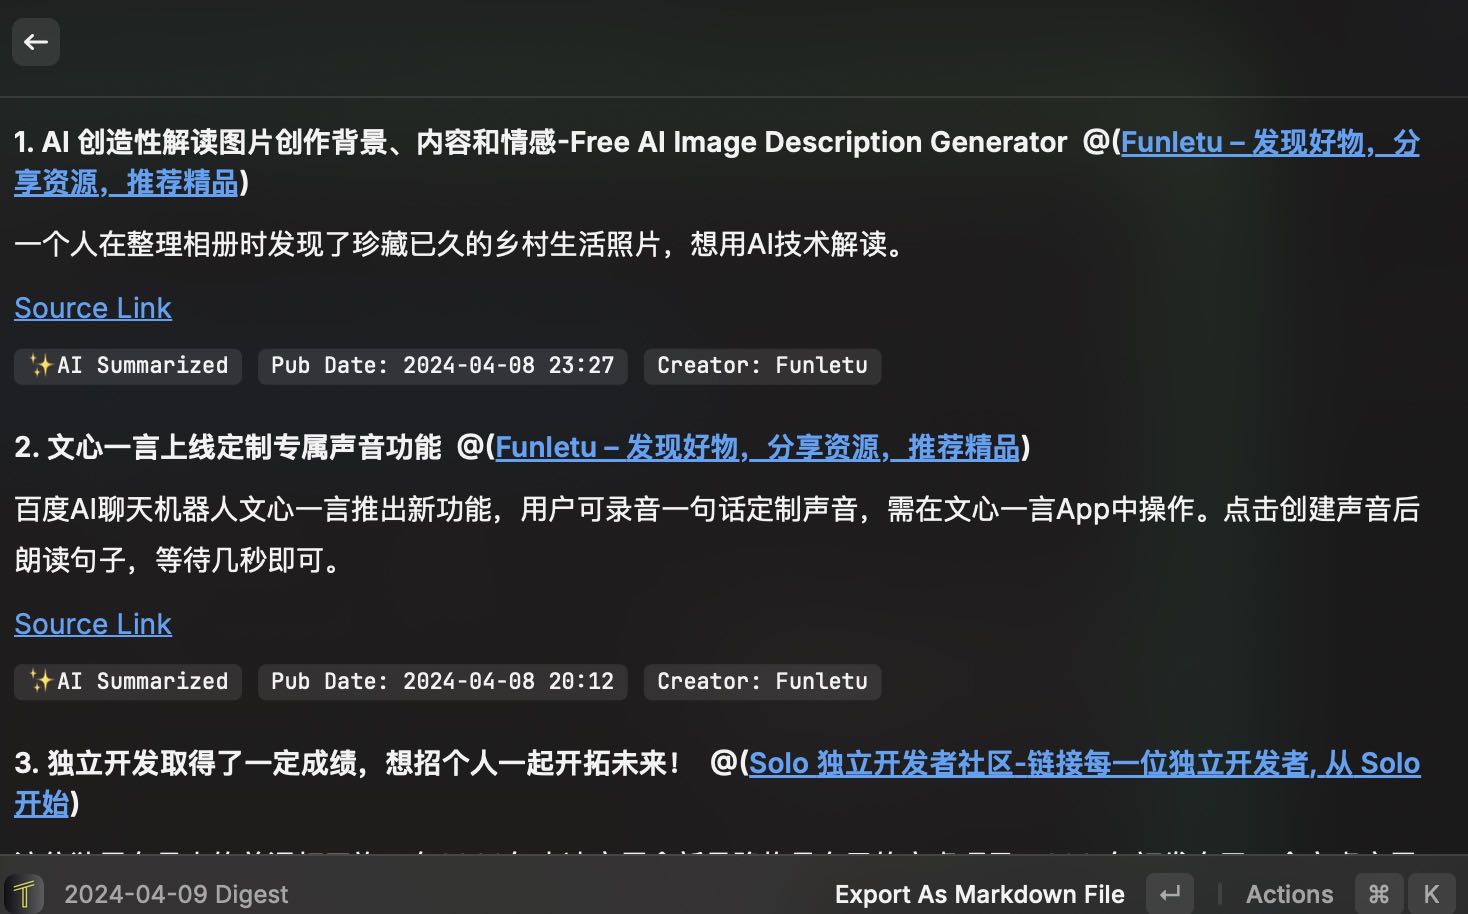 1. AI 创造性解读图片创作背景、内容和情感-Free AI Image Description Generator @(Funletu – 发现好物，分
享资源，推荐精品)
一个人在整理相册时发现了珍藏已久的乡村生活照片，想用AI技术解读。
Source Link
✨AI Summarized Pub Date: 2024-04-08 23:27 Creator: Funletu
2. 文心一言上线定制专属声音功能 @(Funletu – 发现好物，分享资源，推荐精品)
百度AI聊天机器人文心一言推出新功能，用户可录音一句话定制声音，需在文心一言App中操作。点击创建声音后
朗读句子，等待几秒即可。
Source Link
✨AI Summarized Pub Date: 2024-04-08 20:12 Creator: Funletu
3. 独立开发取得了一定成绩，想招个人一起开拓未来！ @(Solo 独立开发者社区-链接每一位独立开发者, 从 Solo
开始)
2024-04-09 Digest Export As Markdown File ↵ Actions ⌘ K